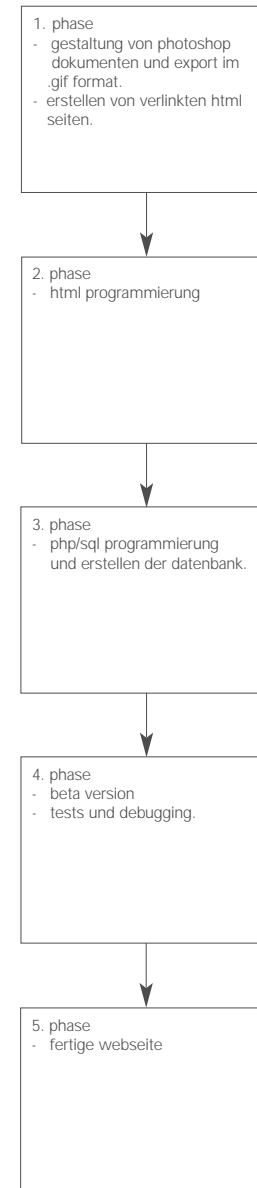 1. phase
- gestaltung von photoshop
dokumenten und export im
.gif format.
- erstellen von verlinkten html
seiten.
2. phase
- html programmierung
3. phase
- php/sql programmierung
und erstellen der datenbank.
4. phase
- beta version
- tests und debugging.
5. phase
- fertige webseite